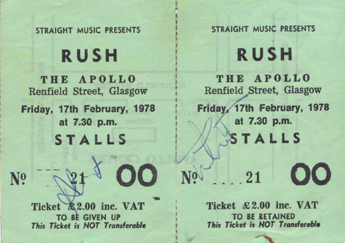 STRAIGHT MUSIC PRESENTS
RUSH
THE APOLLO
Renfield Street, Glasgow
Friday, 17th February, 1978
at 7.30 p.m.
STALLS
No 21 OO
Ticket £2.00 inc. VAT
TO BE GIVEN UP
This Ticket is NOT Transferable
STRAIGHT MUSIC PRESENTS
RUSH
THE APOLLO
Renfield Street, Glasgow
Friday, 17th February, 1978
at 7.30 p.m.
STALLS
No .... 21 OO
Ticket £2.00 inc. VAT
TO BE RETAINED
This Ticket is NOT Transferable